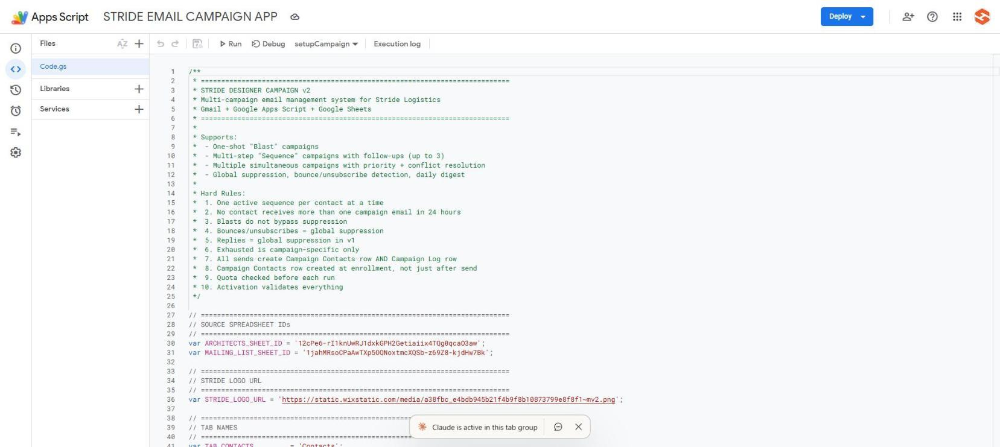 Apps Script STRIDE EMAIL CAMPAIGN APP Deploy
Files AZ
Run Debug setupCampaign Execution log
Code.gs
Libraries
Services
1 /**
2 * ============================================================================
3 * STRIDE DESIGNER CAMPAIGN v2
4 * Multi-campaign email management system for Stride Logistics
5 * Gmail + Google Apps Script + Google Sheets
6 * ============================================================================
7 *
8 * Supports:
9 * - One-shot "Blast" campaigns
10 * - Multi-step "Sequence" campaigns with follow-ups (up to 3)
11 * - Multiple simultaneous campaigns with priority + conflict resolution
12 * - Global suppression, bounce/unsubscribe detection, daily digest
13 *
14 * Hard Rules:
15 * 1. One active sequence per contact at a time
16 * 2. No contact receives more than one campaign email in 24 hours
17 * 3. Blasts do not bypass suppression
18 * 4. Bounces/unsubscribes = global suppression
19 * 5. Replies = global suppression in v1
20 * 6. Exhausted is campaign-specific only
21 * 7. All sends create Campaign Contacts row AND Campaign Log row
22 * 8. Campaign Contacts row created at enrollment, not just after send
23 * 9. Quota checked before each run
24 * 10. Activation validates everything
25 */
26
27 // ============================================================================
28 // SOURCE SPREADSHEET IDs
29 // ============================================================================
30 var ARCHITECTS_SHEET_ID = '12cPe6-rI1knUwRJ1dxkGPH2Getiaiix4TQg0qcaO3aw';
31 var MAILING_LIST_SHEET_ID = '1jahMRsoCPaAwTXp5OQNoxtmcXQSb-z69Z8-kjdHw7Bk';
32
33 // ============================================================================
34 // STRIDE LOGO URL
35 // ============================================================================
36 var STRIDE_LOGO_URL = 'https://static.wixstatic.com/media/a38fbc_e4bdb945b21f4b9f8b10873799e8f8f1~mv2.png';
37
38 // ====================================================
39 // TAB NAMES
40 // ====================================================
41 var TAB_CONTACTS = 'Contacts';
Claude is active in this tab group